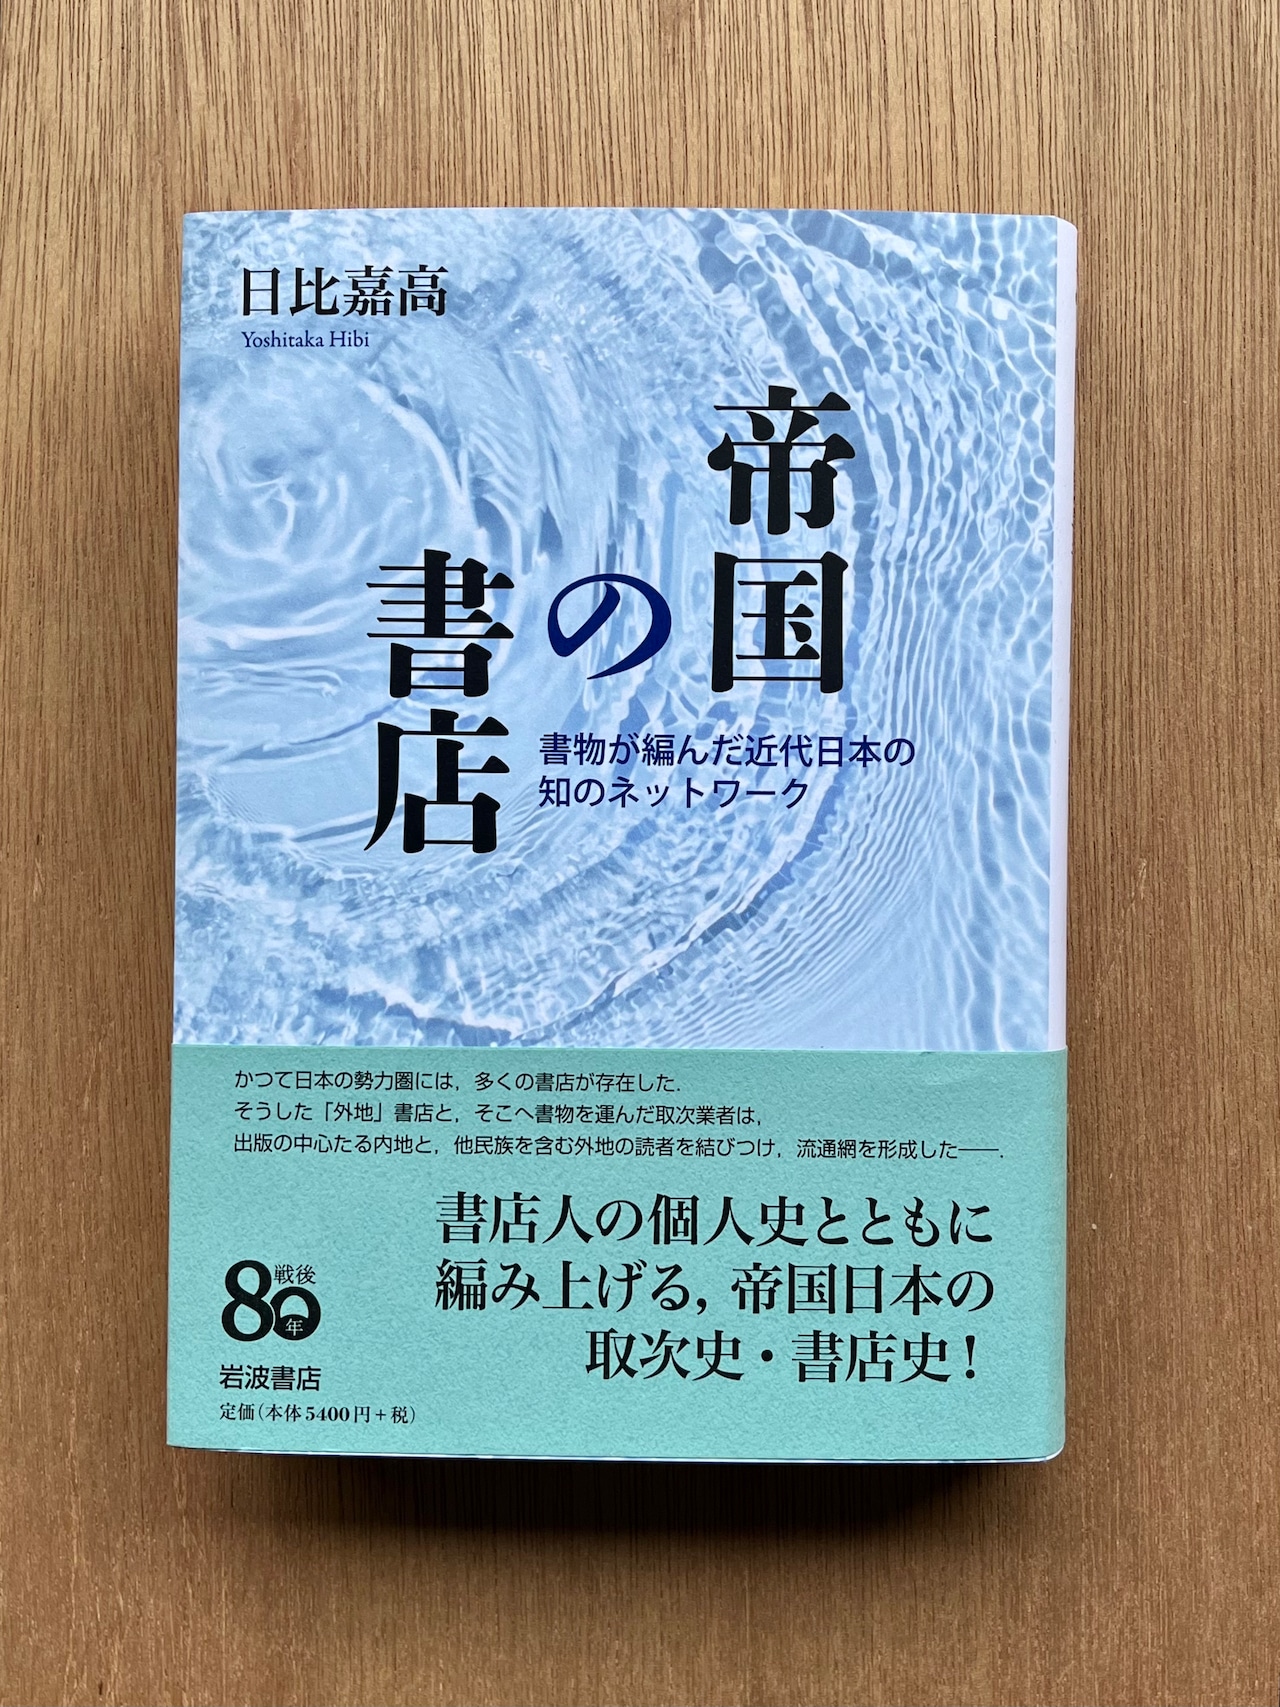 日比嘉高
Yoshitaka Hibi
帝国
の
書店
書物が編んだ近代日本の
知のネットワーク
かつて日本の勢力圏には，多くの書店が存在した．
そうした「外地」書店と，そこへ書物を運んだ取次業者は，
出版の中心たる内地と，他民族を含む外地の読者を結びつけ，流通網を形成した──．
書店人の個人史とともに
編み上げる，帝国日本の
取次史・書店史！
戦後
80
年
岩波書店
定価（本体5400円＋税）